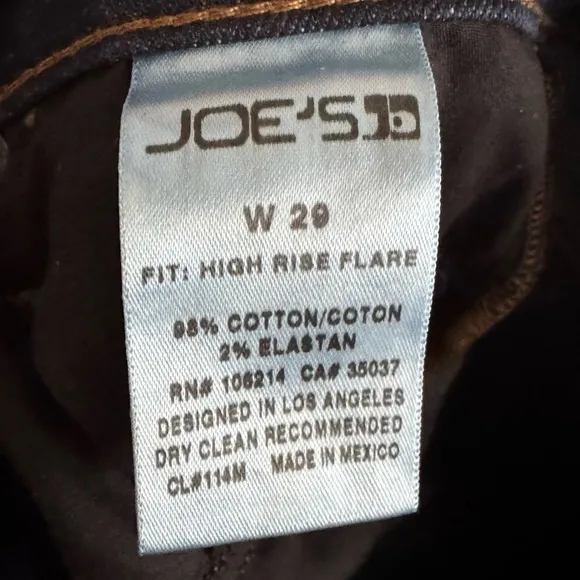 JOE'S
W 29
FIT: HIGH RISE FLARE
98% COTTON/COTON
2% ELASTAN
RN# 106214 CA# 35037
DESIGNED IN LOS ANGELES
DRY CLEAN RECOMMENDED
CL#114M MADE IN MEXICO